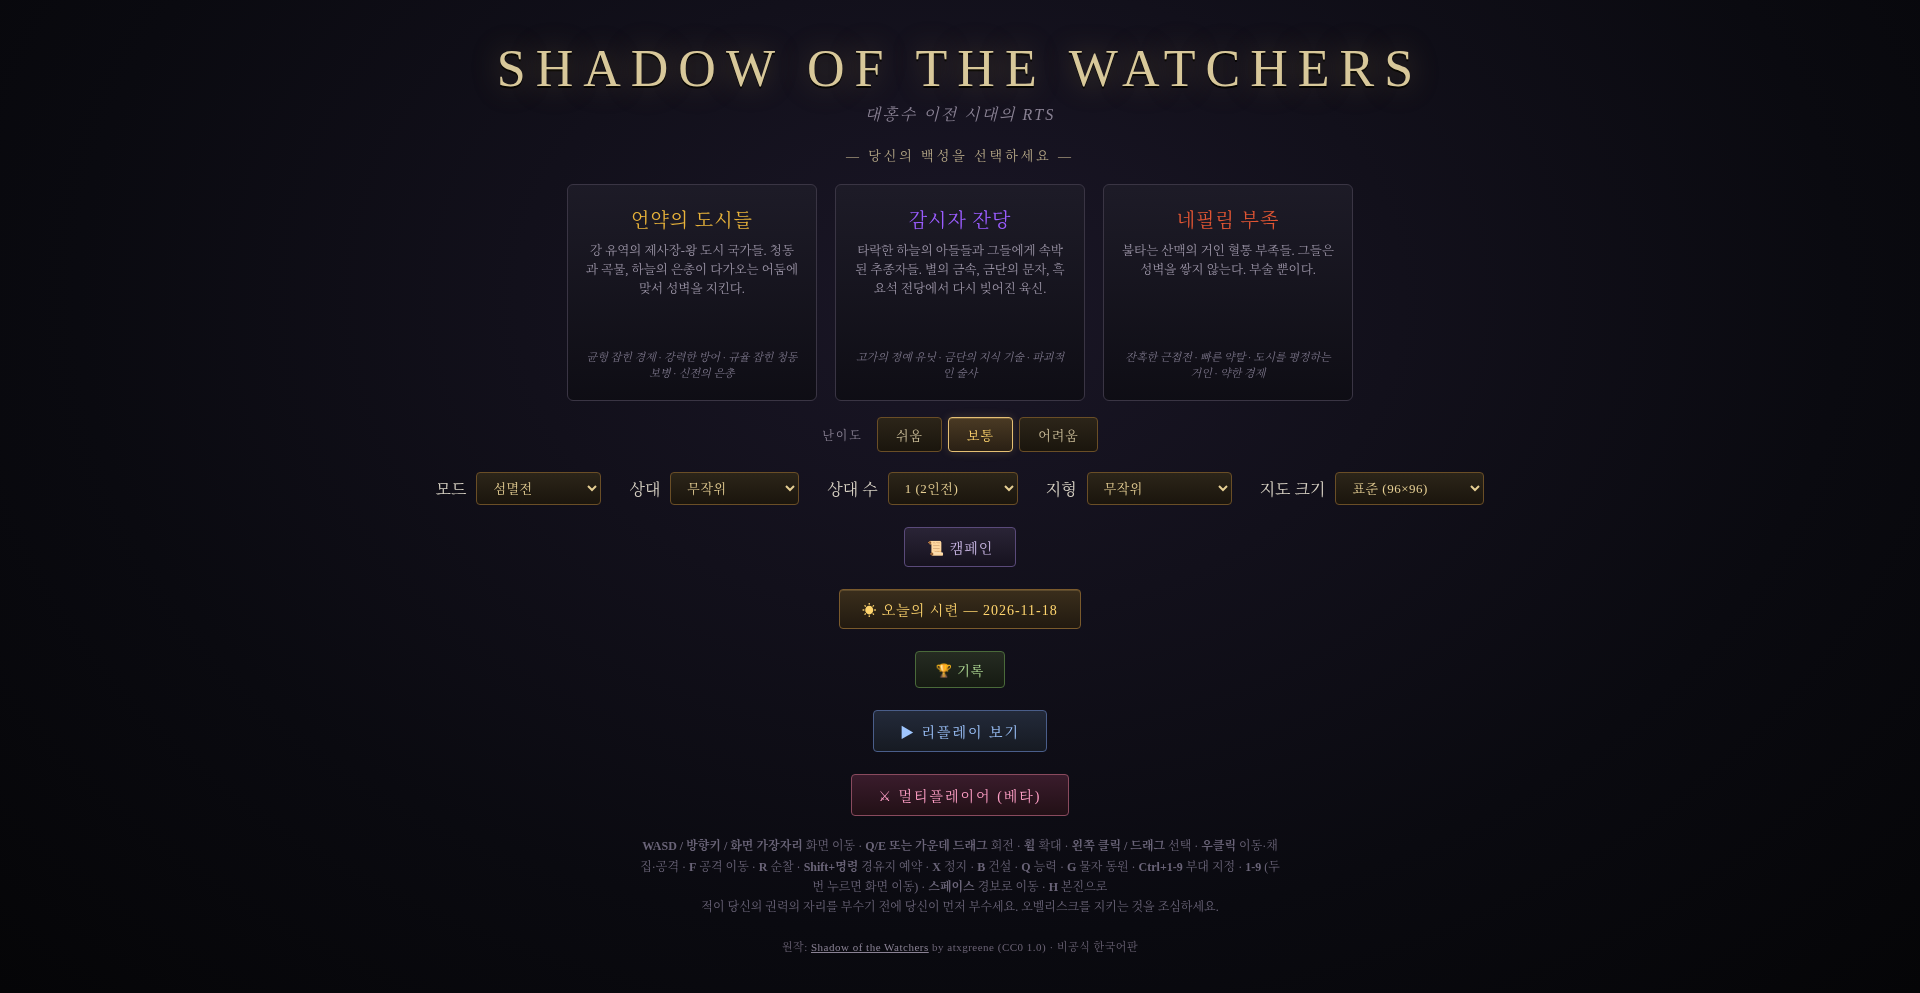 SHADOW OF THE WATCHERS
대홍수 이전 시대의 RTS
— 당신의 백성을 선택하세요 —
언약의 도시들
강 유역의 제사장-왕 도시 국가들. 청동
과 곡물, 하늘의 은총이 다가오는 어둠에
맞서 성벽을 지킨다.
균형 잡힌 경제 · 강력한 방어 · 규율 잡힌 청동
보병 · 신전의 은총
감시자 잔당
타락한 하늘의 아들들과 그들에게 속박
된 추종자들. 별의 금속, 금단의 문자, 흑
요석 전당에서 다시 빚어진 육신.
고가의 정예 유닛 · 금단의 지식 기술 · 파괴적
인 술사
네필림 부족
불타는 산맥의 거인 혈통 부족들. 그들은
성벽을 쌓지 않는다. 부술 뿐이다.
잔혹한 근접전 · 빠른 약탈 · 도시를 평정하는
거인 · 약한 경제
난이도 쉬움 보통 어려움
모드 섬멸전 상대 무작위 상대 수 1 (2인전) 지형 무작위 지도 크기 표준 (96×96)
📜 캠페인
☀ 오늘의 시련 — 2026-11-18
🏆 기록
▶ 리플레이 보기
⚔ 멀티플레이어 (베타)
WASD / 방향키 / 화면 가장자리 화면 이동 · Q/E 또는 가운데 드래그 회전 · 휠 확대 · 왼쪽 클릭 / 드래그 선택 · 우클릭 이동·채
집·공격 · F 공격 이동 · R 순찰 · Shift+명령 경유지 예약 · X 정지 · B 건설 · Q 능력 · G 물자 동원 · Ctrl+1-9 부대 지정 · 1-9 (두
번 누르면 화면 이동) · 스페이스 경보로 이동 · H 본진으로
적이 당신의 권력의 자리를 부수기 전에 당신이 먼저 부수세요. 오벨리스크를 지키는 것을 조심하세요.
원작: Shadow of the Watchers by atxgreene (CC0 1.0) · 비공식 한국어판